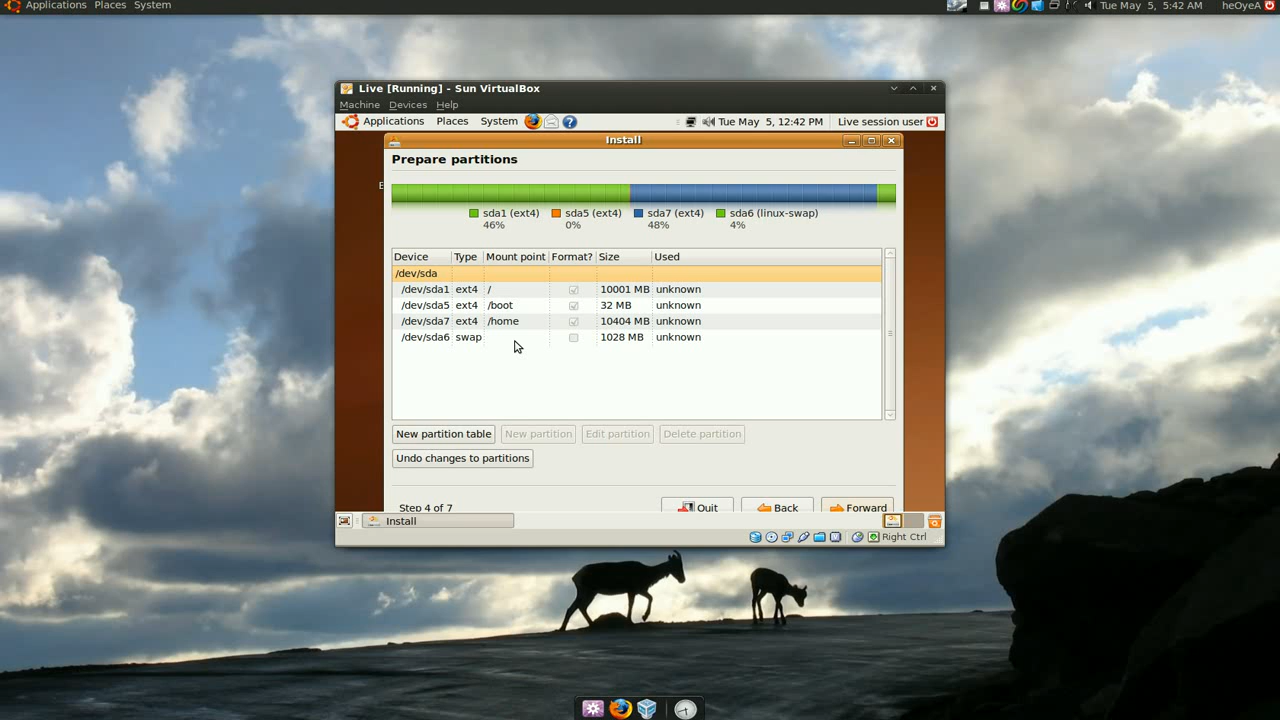 Applications Places System Tue May 5, 5:42 AM heOyeA
Live [Running] - Sun VirtualBox
Machine Devices Help
Applications Places System Tue May 5, 12:42 PM Live session user
Install
Prepare partitions
E
sda1 (ext4) sda5 (ext4) sda7 (ext4) sda6 (linux-swap)
46% 0% 48% 4%
Device Type Mount point Format? Size Used
/dev/sda
/dev/sda1 ext4 / 10001 MB unknown
/dev/sda5 ext4 /boot 32 MB unknown
/dev/sda7 ext4 /home 10404 MB unknown
/dev/sda6 swap 1028 MB unknown
New partition table New partition Edit partition Delete partition
Undo changes to partitions
Step 4 of 7 Quit Back Forward
Install
Right Ctrl